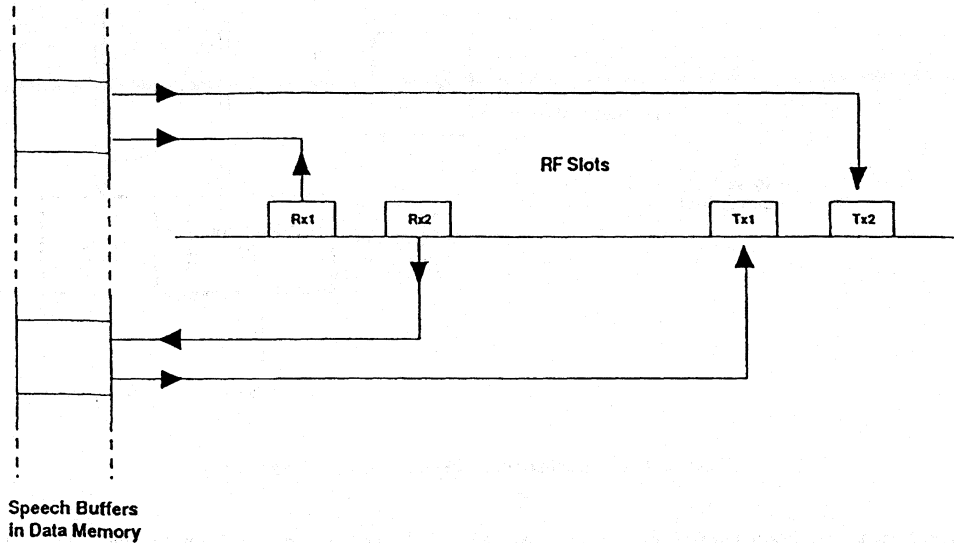 RF Slots
Rx1 Rx2 Tx1 Tx2
Speech Buffers
in Data Memory